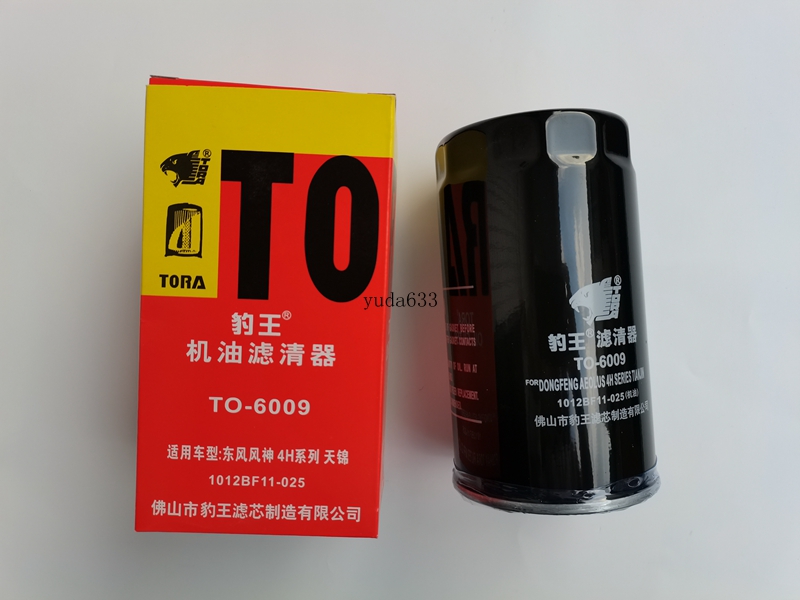 TORA
®
TO
TORA
豹王®
机油滤清器
TO-6009
适用车型:东风风神 4H系列 天锦
1012BF11-025
佛山市豹王滤芯制造有限公司
yuda633
豹王®滤清器
TO-6009
FOR DONGFENG AEOLUS 4H SERIES TIANJIN
1012BF11-025(机油)
佛山市豹王滤芯制造有限公司